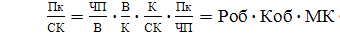 Пк/СК = ЧП/В · В/К · К/СК · Пк/ЧП = Роб · Коб · МК ·